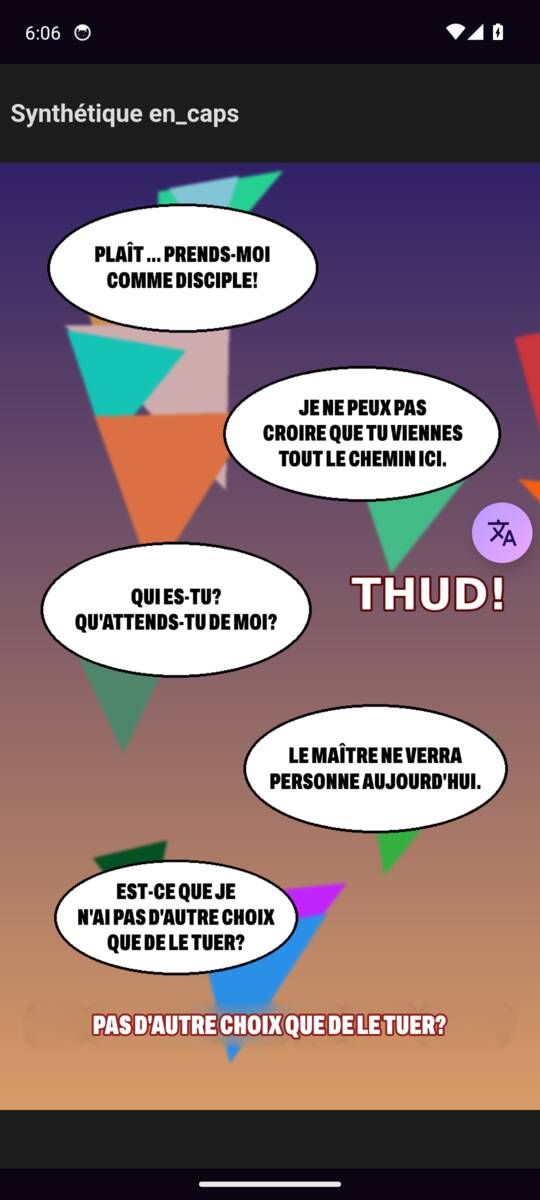 6:06
Synthétique en_caps
PLAÎT ... PRENDS-MOI
COMME DISCIPLE!
JE NE PEUX PAS
CROIRE QUE TU VIENNES
TOUT LE CHEMIN ICI.
QUI ES-TU?
QU'ATTENDS-TU DE MOI?
THUD!
LE MAÎTRE NE VERRA
PERSONNE AUJOURD'HUI.
EST-CE QUE JE
N'AI PAS D'AUTRE CHOIX
QUE DE LE TUER?
PAS D'AUTRE CHOIX QUE DE LE TUER?